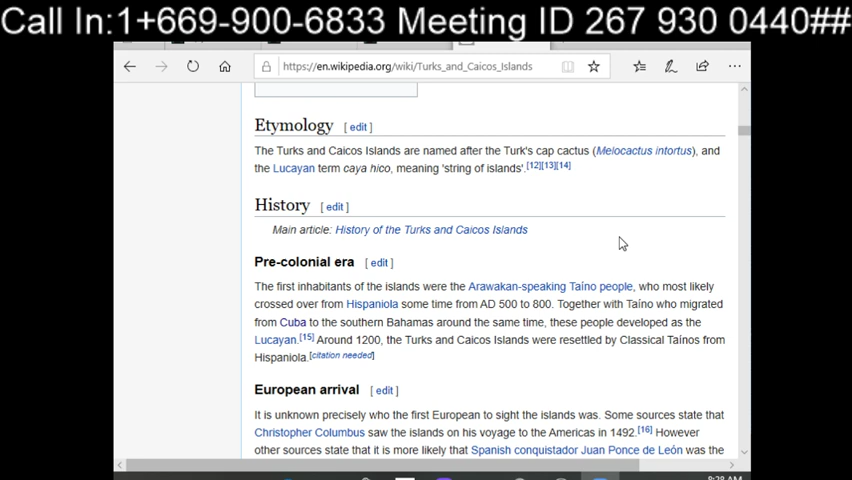 Call In:1+669-900-6833 Meeting ID 267 930 0440##
https://en.wikipedia.org/wiki/Turks_and_Caicos_Islands
Etymology [ edit ]
The Turks and Caicos Islands are named after the Turk's cap cactus (Melocactus intortus), and
the Lucayan term caya hico, meaning 'string of islands'.[12][13][14]
History [ edit ]
Main article: History of the Turks and Caicos Islands
Pre-colonial era [ edit ]
The first inhabitants of the islands were the Arawakan-speaking Taíno people, who most likely
crossed over from Hispaniola some time from AD 500 to 800. Together with Taíno who migrated
from Cuba to the southern Bahamas around the same time, these people developed as the
Lucayan.[15] Around 1200, the Turks and Caicos Islands were resettled by Classical Taínos from
Hispaniola.[citation needed]
European arrival [ edit ]
It is unknown precisely who the first European to sight the islands was. Some sources state that
Christopher Columbus saw the islands on his voyage to the Americas in 1492.[16] However
other sources state that it is more likely that Spanish conquistador Juan Ponce de León was the
8:28 AM